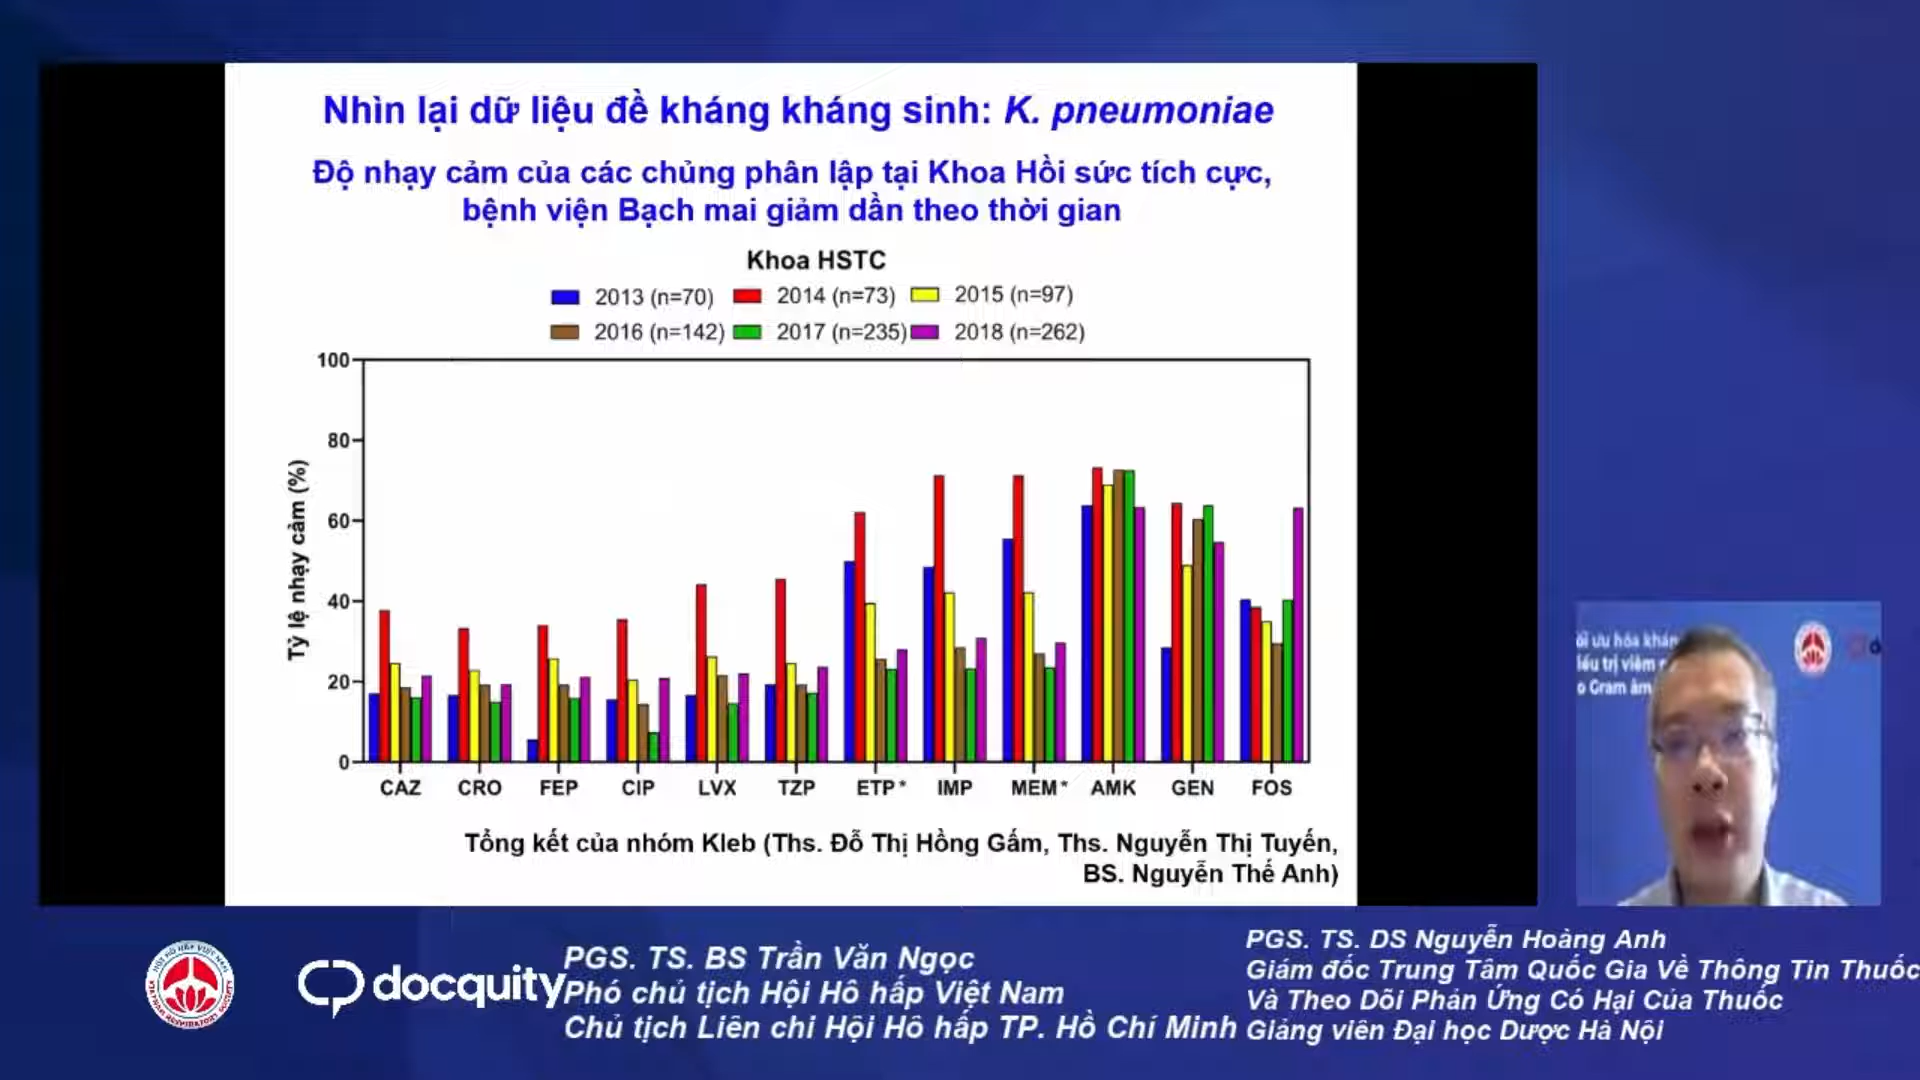 Nhìn lại dữ liệu đề kháng kháng sinh: K. pneumoniae
Độ nhạy cảm của các chủng phân lập tại Khoa Hồi sức tích cực,
bệnh viện Bạch mai giảm dần theo thời gian
Khoa HSTC
2013 (n=70) 2014 (n=73) 2015 (n=97)
2016 (n=142) 2017 (n=235) 2018 (n=262)
Tỷ lệ nhạy cảm (%)
100
80
60
40
20
0
CAZ CRO FEP CIP LVX TZP ETP* IMP MEM* AMK GEN FOS
Tổng kết của nhóm Kleb (Ths. Đỗ Thị Hồng Gấm, Ths. Nguyễn Thị Tuyến,
BS. Nguyễn Thế Anh)
ưu hóa
trị viêm
Gram âm
docquity
PGS. TS. BS Trần Văn Ngọc
Phó chủ tịch Hội Hô hấp Việt Nam
Chủ tịch Liên chi Hội Hô hấp TP. Hồ Chí Minh
PGS. TS. DS Nguyễn Hoàng Anh
Giám đốc Trung Tâm Quốc Gia Về Thông Tin Thuốc
Và Theo Dõi Phản Ứng Có Hại Của Thuốc
Giảng viên Đại học Dược Hà Nội